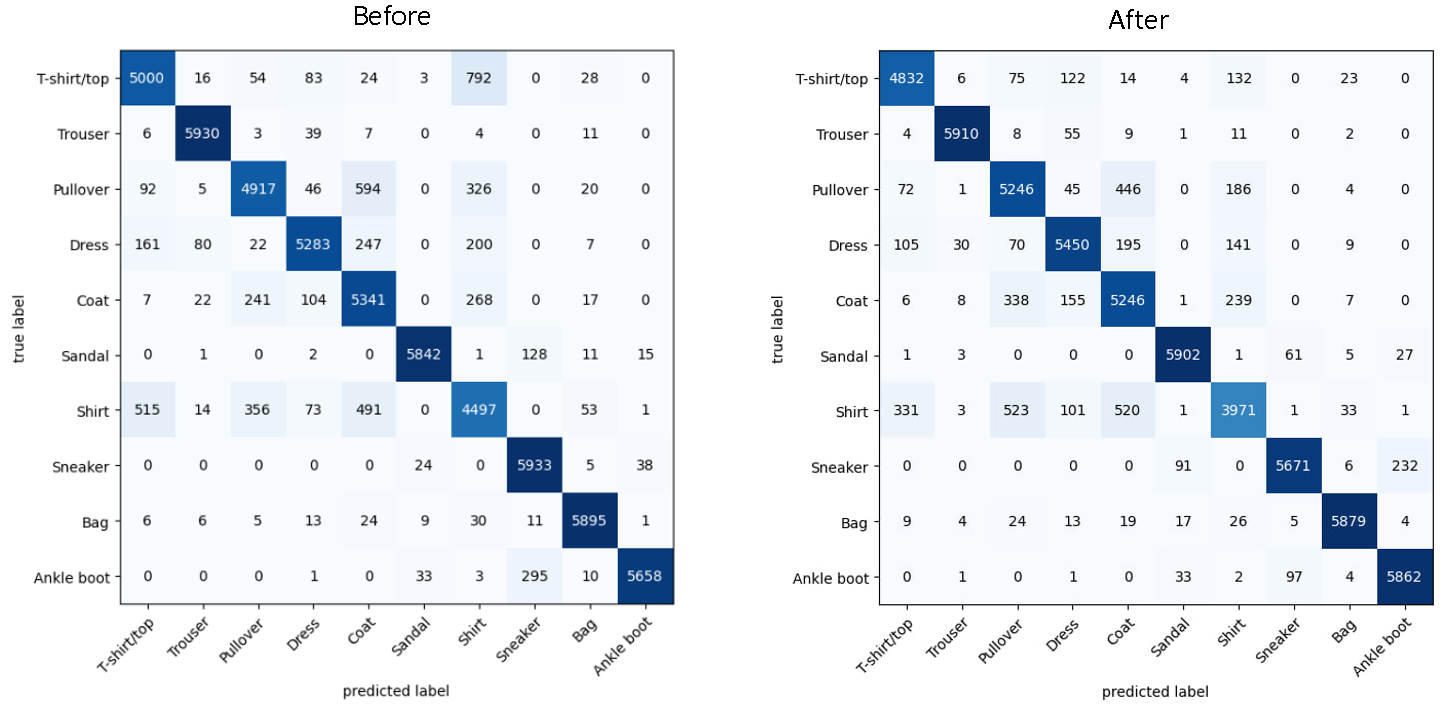 Before
T-shirt/top 5000 16 54 83 24 3 792 0 28 0
Trouser 6 5930 3 39 7 0 4 0 11 0
Pullover 92 5 4917 46 594 0 326 0 20 0
Dress 161 80 22 5283 247 0 200 0 7 0
Coat 7 22 241 104 5341 0 268 0 17 0
Sandal 0 1 0 2 0 5842 1 128 11 15
Shirt 515 14 356 73 491 0 4497 0 53 1
Sneaker 0 0 0 0 0 24 0 5933 5 38
Bag 6 6 5 13 24 9 30 11 5895 1
Ankle boot 0 0 0 1 0 33 3 295 10 5658
true label
T-shirt/top Trouser Pullover Dress Coat Sandal Shirt Sneaker Bag Ankle boot
predicted label
After
T-shirt/top 4832 6 75 122 14 4 132 0 23 0
Trouser 4 5910 8 55 9 1 11 0 2 0
Pullover 72 1 5246 45 446 0 186 0 4 0
Dress 105 30 70 5450 195 0 141 0 9 0
Coat 6 8 338 155 5246 1 239 0 7 0
Sandal 1 3 0 0 0 5902 1 61 5 27
Shirt 331 3 523 101 520 1 3971 1 33 1
Sneaker 0 0 0 0 0 91 0 5671 6 232
Bag 9 4 24 13 19 17 26 5 5879 4
Ankle boot 0 1 0 1 0 33 2 97 4 5862
true label
T-shirt/top Trouser Pullover Dress Coat Sandal Shirt Sneaker Bag Ankle boot
predicted label